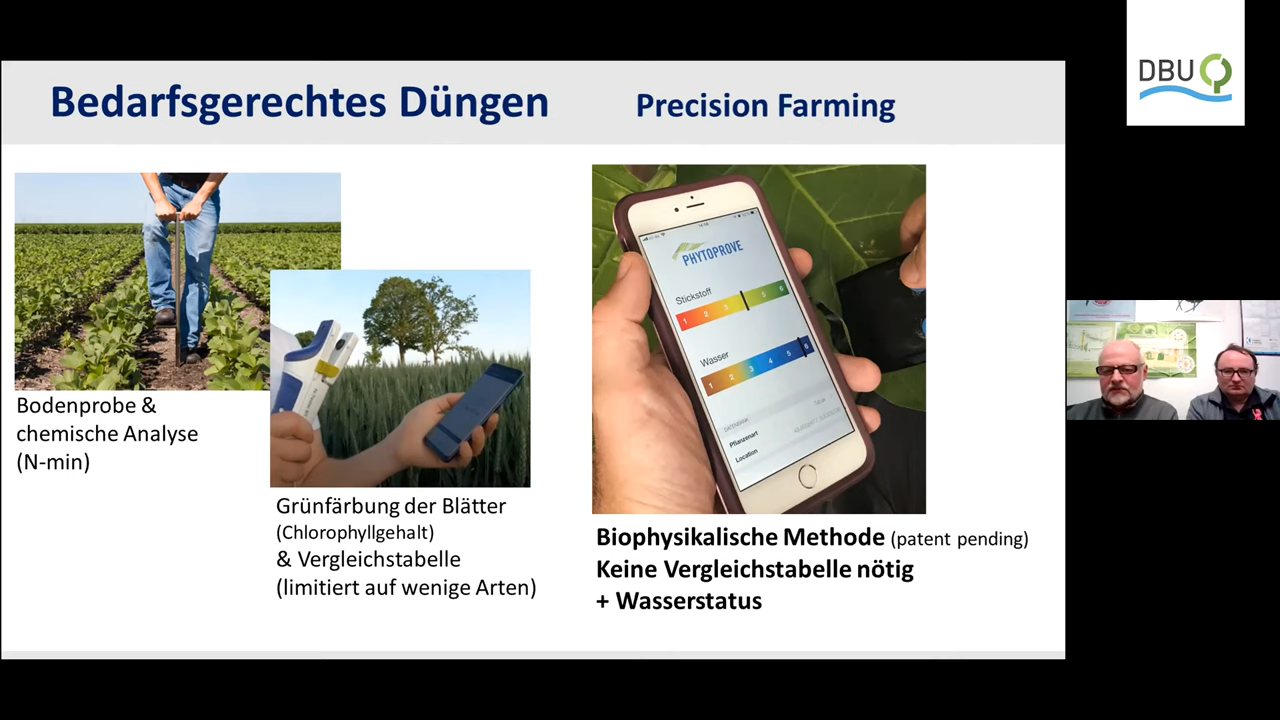 DBU
Bedarfsgerechtes Düngen
Precision Farming
Bodenprobe &
chemische Analyse
(N-min)
Grünfärbung der Blätter
(Chlorophyllgehalt)
& Vergleichstabelle
(limitiert auf wenige Arten)
PHYTOPROVE
Stickstoff
1 2 3 5 6
Wasser
1 2 3 4 5 6
Pflanzenart
Location
Biophysikalische Methode (patent pending)
Keine Vergleichstabelle nötig
+ Wasserstatus